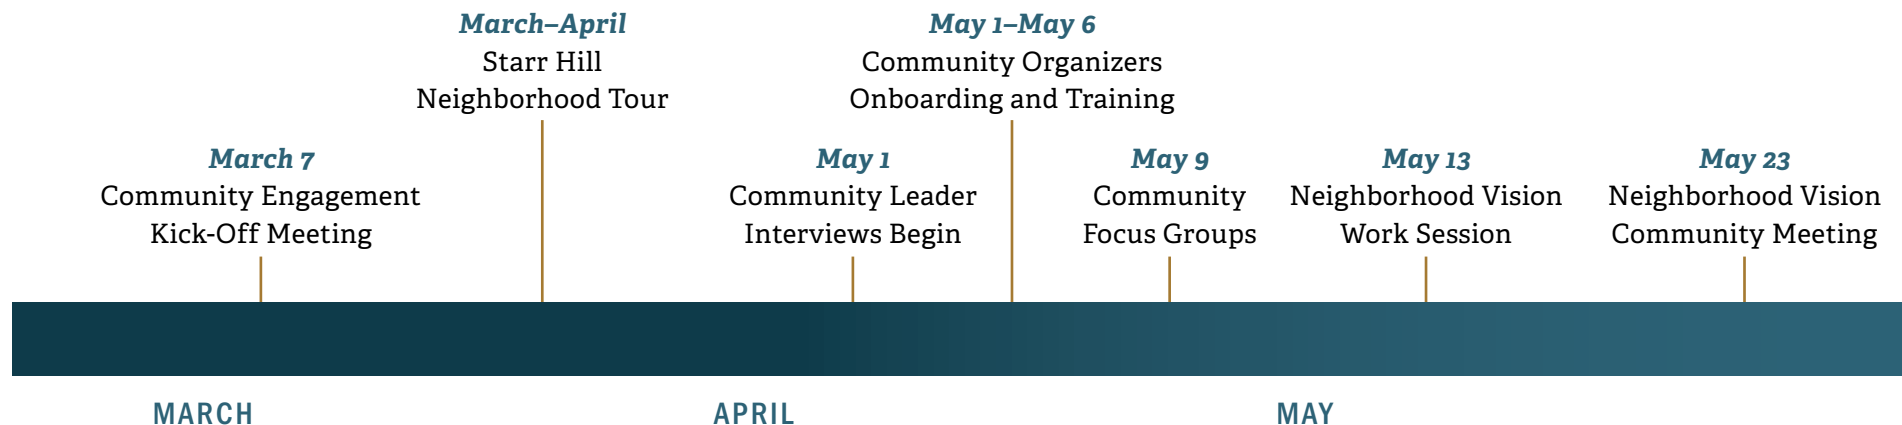 March–April
Starr Hill
Neighborhood Tour
May 1–May 6
Community Organizers
Onboarding and Training
March 7
Community Engagement
Kick-Off Meeting
May 1
Community Leader
Interviews Begin
May 9
Community
Focus Groups
May 13
Neighborhood Vision
Work Session
May 23
Neighborhood Vision
Community Meeting
MARCH
APRIL
MAY